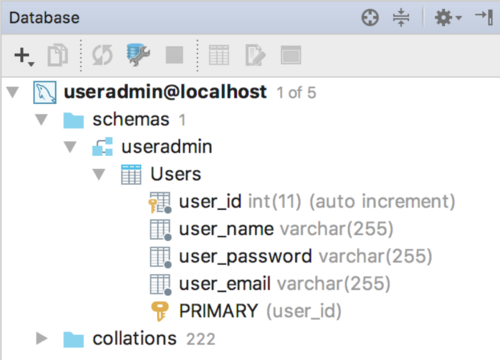 Database
useradmin@localhost 1 of 5
schemas 1
useradmin
Users
user_id int(11) (auto increment)
user_name varchar(255)
user_password varchar(255)
user_email varchar(255)
PRIMARY (user_id)
collations 222